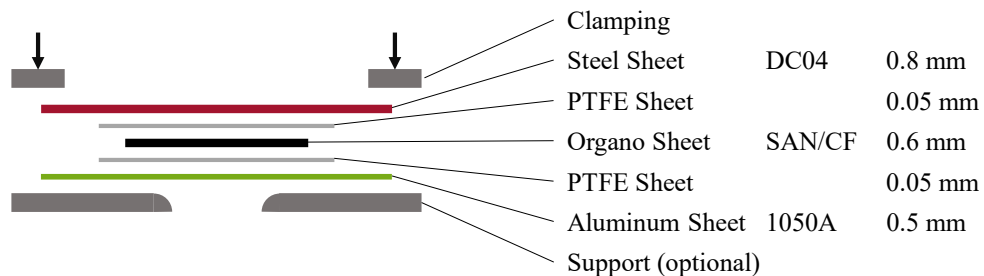 Clamping
Steel Sheet DC04 0.8 mm
PTFE Sheet 0.05 mm
Organo Sheet SAN/CF 0.6 mm
PTFE Sheet 0.05 mm
Aluminum Sheet 1050A 0.5 mm
Support (optional)